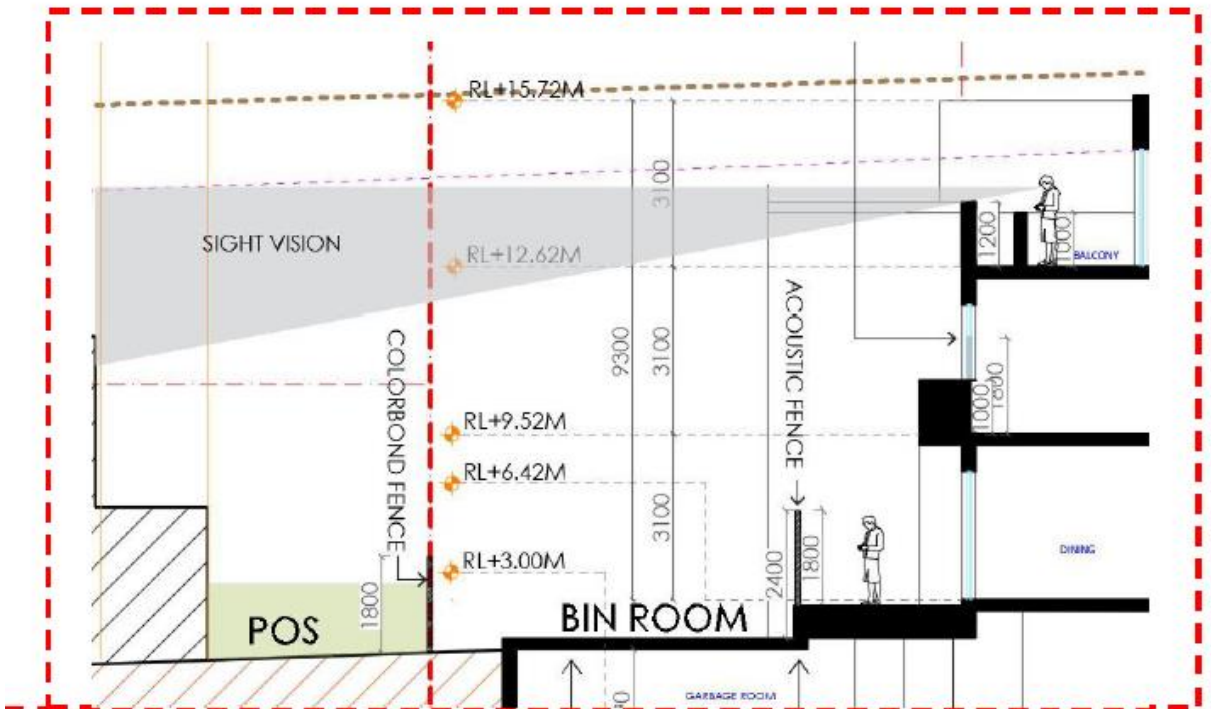 RL+15.72M
3100
SIGHT VISION
RL+12.62M
1200
1000
BALCONY
COLORBOND FENCE
9300
3100
ACOUSTIC FENCE
1000
RL+9.52M
RL+6.42M
3100
1800
2400
DINING
RL+3.00M
1800
POS
BIN ROOM
GARBAGE ROOM